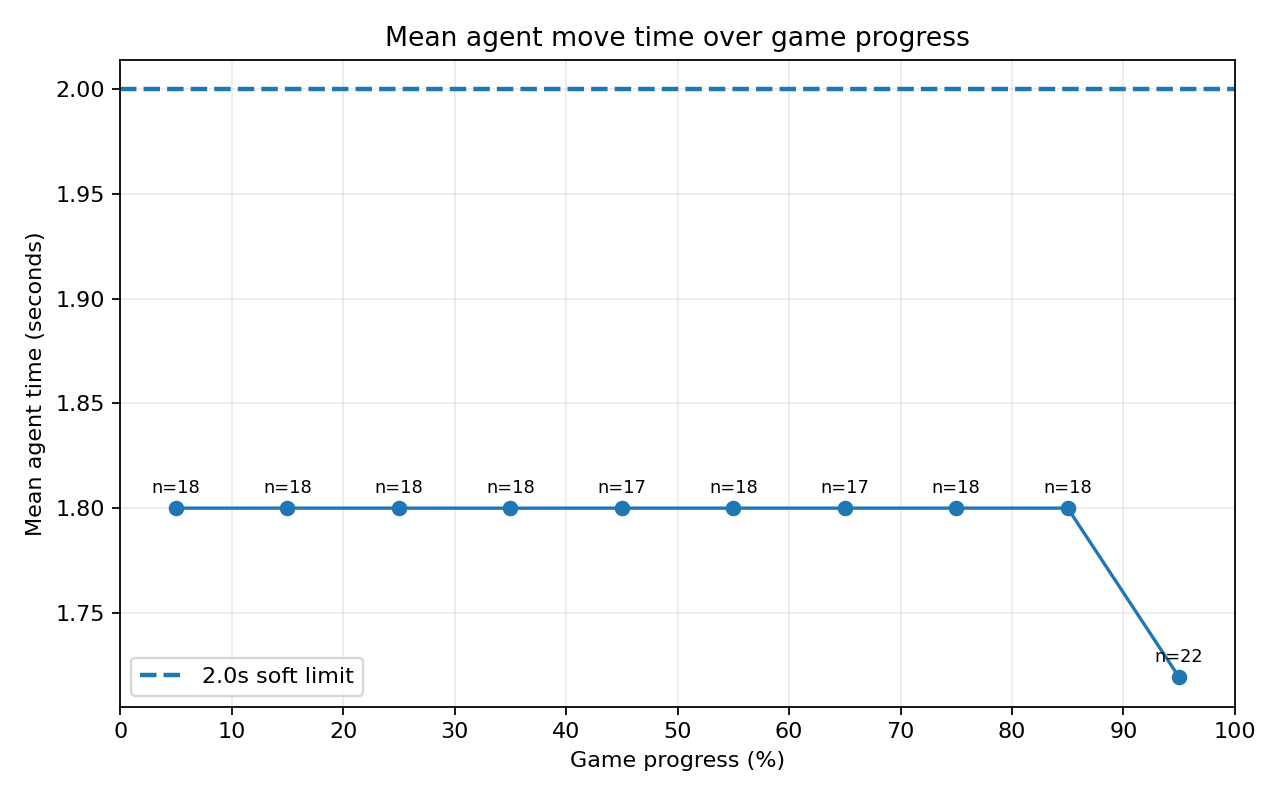 Mean agent move time over game progress
Mean agent time (seconds)
2.00
1.95
1.90
1.85
1.80
1.75
n=18
n=18
n=18
n=18
n=17
n=18
n=17
n=18
n=18
n=22
2.0s soft limit
0 10 20 30 40 50 60 70 80 90 100
Game progress (%)